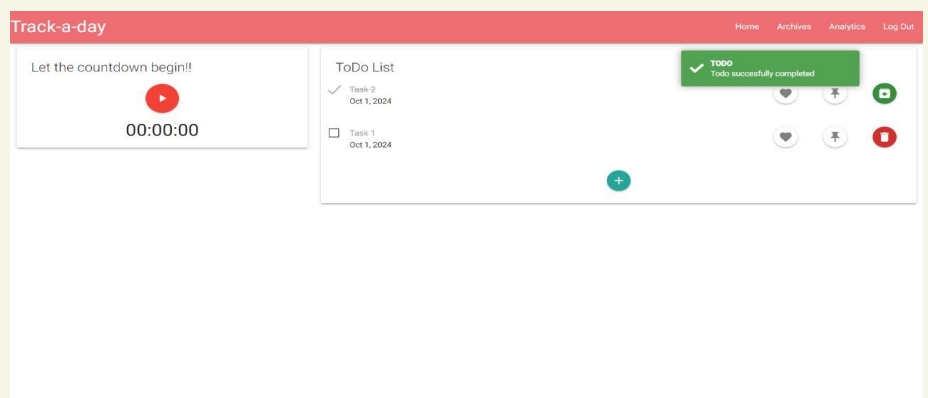 Track-a-day
Home Archives Analytics Log Out
Let the countdown begin!!
00:00:00
ToDo List
TODO
Todo succesfully completed
Task 2
Oct 1, 2024
Task 1
Oct 1, 2024